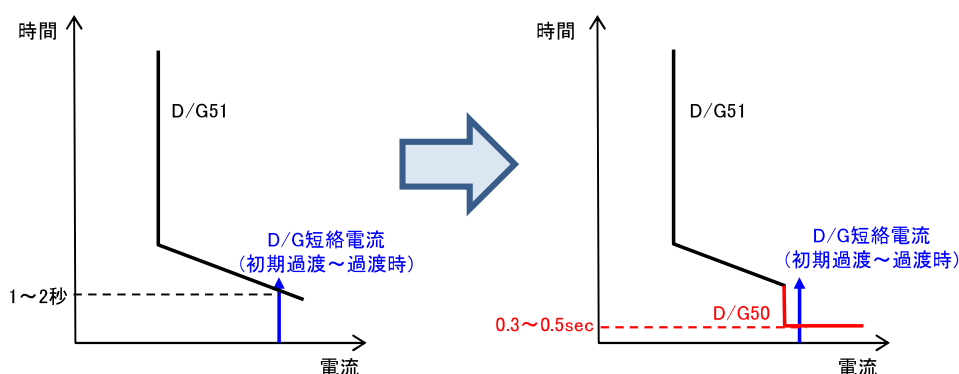 時間
D/G51
D/G短絡電流
(初期過渡～過渡時)
1～2秒
電流
時間
D/G51
D/G短絡電流
(初期過渡～過渡時)
D/G50
0.3～0.5sec
電流